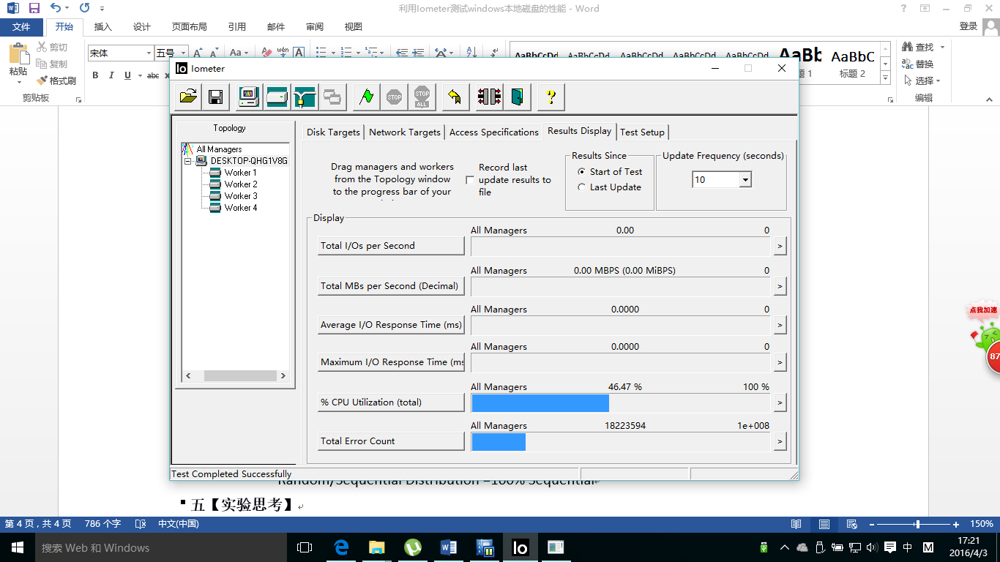 利用Iometer测试windows本地磁盘的性能 - Word
文件 开始 插入 设计 页面布局 引用 邮件 审阅 视图 登录
粘贴 剪切 复制 格式刷 剪贴板
宋体 五号 A A Aa wén A
B I U abc x
AaBbCcDd AaBbCcDd AaBbCcDd AaBbCcDd AaBbCcDd AaBb AaBbC
题 1 标题 2
查找 替换 选择 编辑
Iometer
STOP STOP ALL ?
Topology
All Managers
DESKTOP-QHG1V8G
Worker 1
Worker 2
Worker 3
Worker 4
Disk Targets Network Targets Access Specifications Results Display Test Setup
Drag managers and workers
from the Topology window
to the progress bar of your
Record last
update results to
file
Results Since
Start of Test
Last Update
Update Frequency (seconds)
10
Display
All Managers 0.00 0
Total I/Os per Second >
All Managers 0.00 MBPS (0.00 MiBPS) 0
Total MBs per Second (Decimal) >
All Managers 0.0000 0
Average I/O Response Time (ms) >
All Managers 0.0000 0
Maximum I/O Response Time (ms >
All Managers 46.47 % 100 %
% CPU Utilization (total) >
All Managers 18223594 1e+008
Total Error Count >
Test Completed Successfully
Random/Sequential Distribution =100% Sequential
五【实验思考】
点我加速
87
第 4 页，共 4 页 786 个字 中文(中国) 150%
搜索 Web 和 Windows
中 M
17:21
2016/4/3